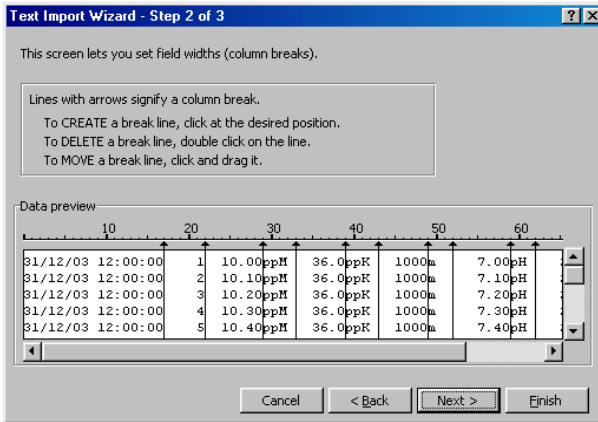 Text Import Wizard - Step 2 of 3
This screen lets you set field widths (column breaks).
Lines with arrows signify a column break.
To CREATE a break line, click at the desired position.
To DELETE a break line, double click on the line.
To MOVE a break line, click and drag it.
Data preview
10 20 30 40 50 60
31/12/03 12:00:00 1 10.00ppM 36.0ppK 1000m 7.00pH
31/12/03 12:00:00 2 10.10ppM 36.0ppK 1000m 7.10pH
31/12/03 12:00:00 3 10.20ppM 36.0ppK 1000m 7.20pH
31/12/03 12:00:00 4 10.30ppM 36.0ppK 1000m 7.30pH
31/12/03 12:00:00 5 10.40ppM 36.0ppK 1000m 7.40pH
Cancel < Back Next > Finish